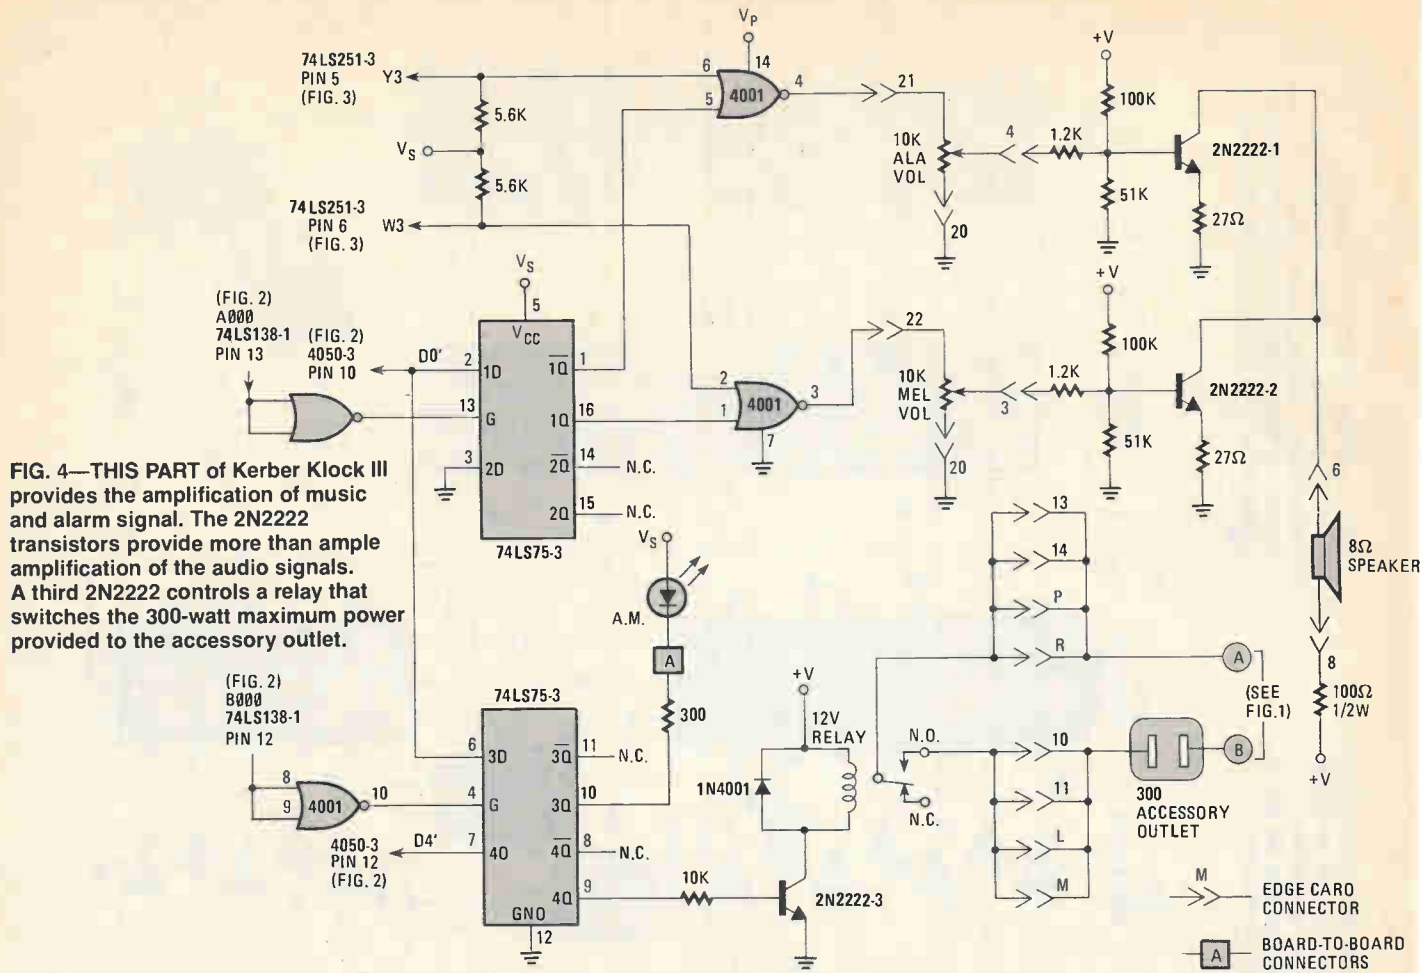 V_P
74LS251-3
PIN 5 Y3
(FIG. 3)
6
14
4001
4
5
21
5.6K
V_S
5.6K
74LS251-3
PIN 6 W3
(FIG. 3)
10K
ALA
VOL
20
4
1.2K
+V
100K
51K
2N2222-1
27Ω
V_S
5
V_CC
(FIG. 2)
A000
74LS138-1
PIN 13
(FIG. 2)
4050-3
PIN 10
D0'
2 1D
1Q̅ 1
13 G
1Q 16
3 2D
2Q̅ 14 N.C.
2Q 15 N.C.
74LS75-3
2
1
4001
3
7
22
10K
MEL
VOL
20
3
1.2K
+V
100K
51K
2N2222-2
27Ω
FIG. 4—THIS PART of Kerber Klock III
provides the amplification of music
and alarm signal. The 2N2222
transistors provide more than ample
amplification of the audio signals.
A third 2N2222 controls a relay that
switches the 300-watt maximum power
provided to the accessory outlet.
V_S
A.M.
A
300
(FIG. 2)
B000
74LS138-1
PIN 12
8
9
4001
10
74LS75-3
6 3D
3Q̅ 11 N.C.
4 G
3Q 10
4050-3
PIN 12
(FIG. 2)
D4'
7 4O
4Q̅ 8 N.C.
4Q 9
GNO
12
10K
2N2222-3
+V
12V
RELAY
1N4001
N.O.
N.C.
13
14
P
R
10
11
L
M
A
(SEE
FIG.1)
B
300
ACCESSORY
OUTLET
6
8Ω
SPEAKER
8
100Ω
1/2W
+V
M
EDGE CARO
CONNECTOR
A
BOARD-TO-BOARD
CONNECTORS